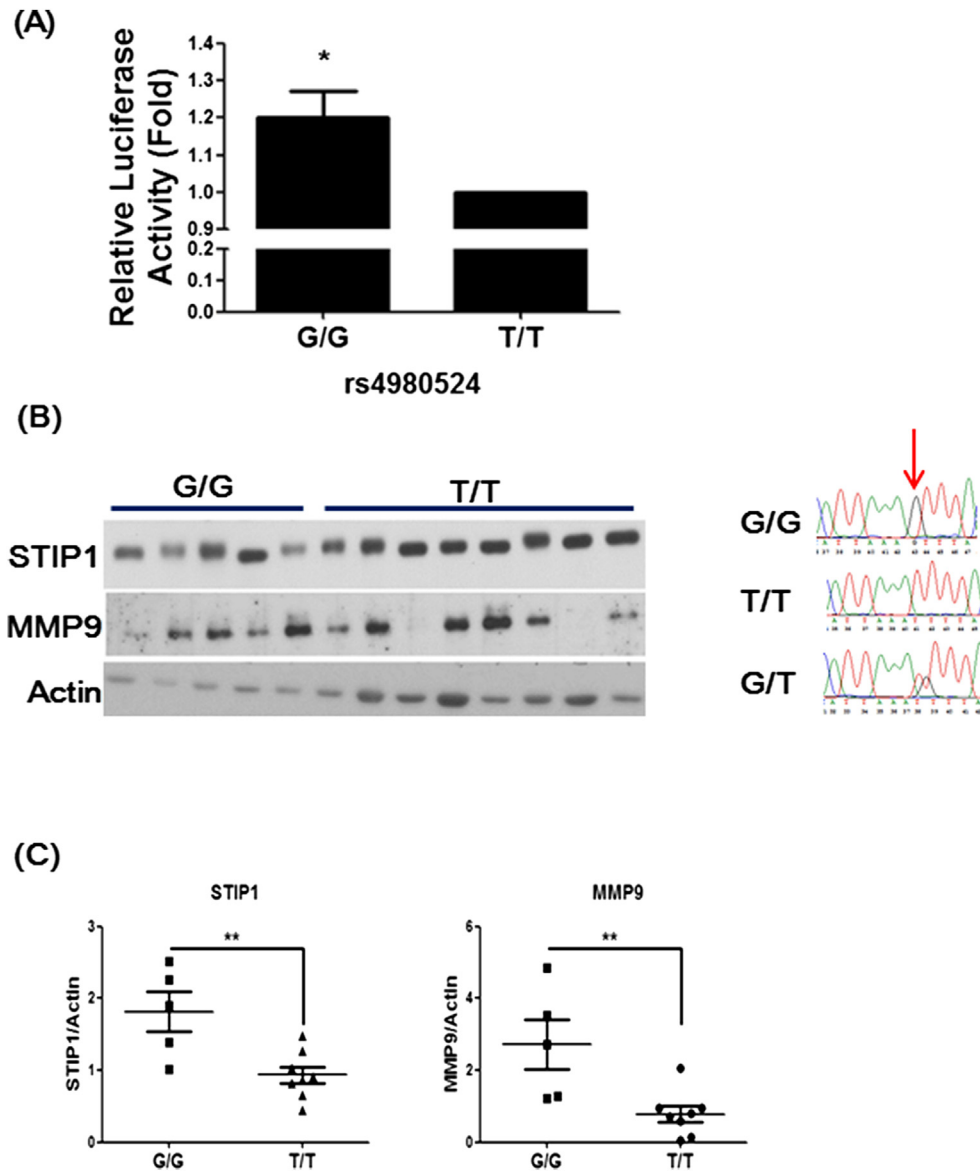 (A)
Relative Luciferase
Activity (Fold)
1.4
1.3
1.2
1.1
1.0
0.9
0.2
0.1
0.0
*
G/G T/T
rs4980524
(B)
G/G T/T
STIP1
MMP9
Actin
G/G
T/T
G/T
(C)
STIP1
STIP1/Actin
3
2
1
0
**
G/G T/T
MMP9
MMP9/Actin
6
4
2
0
**
G/G T/T